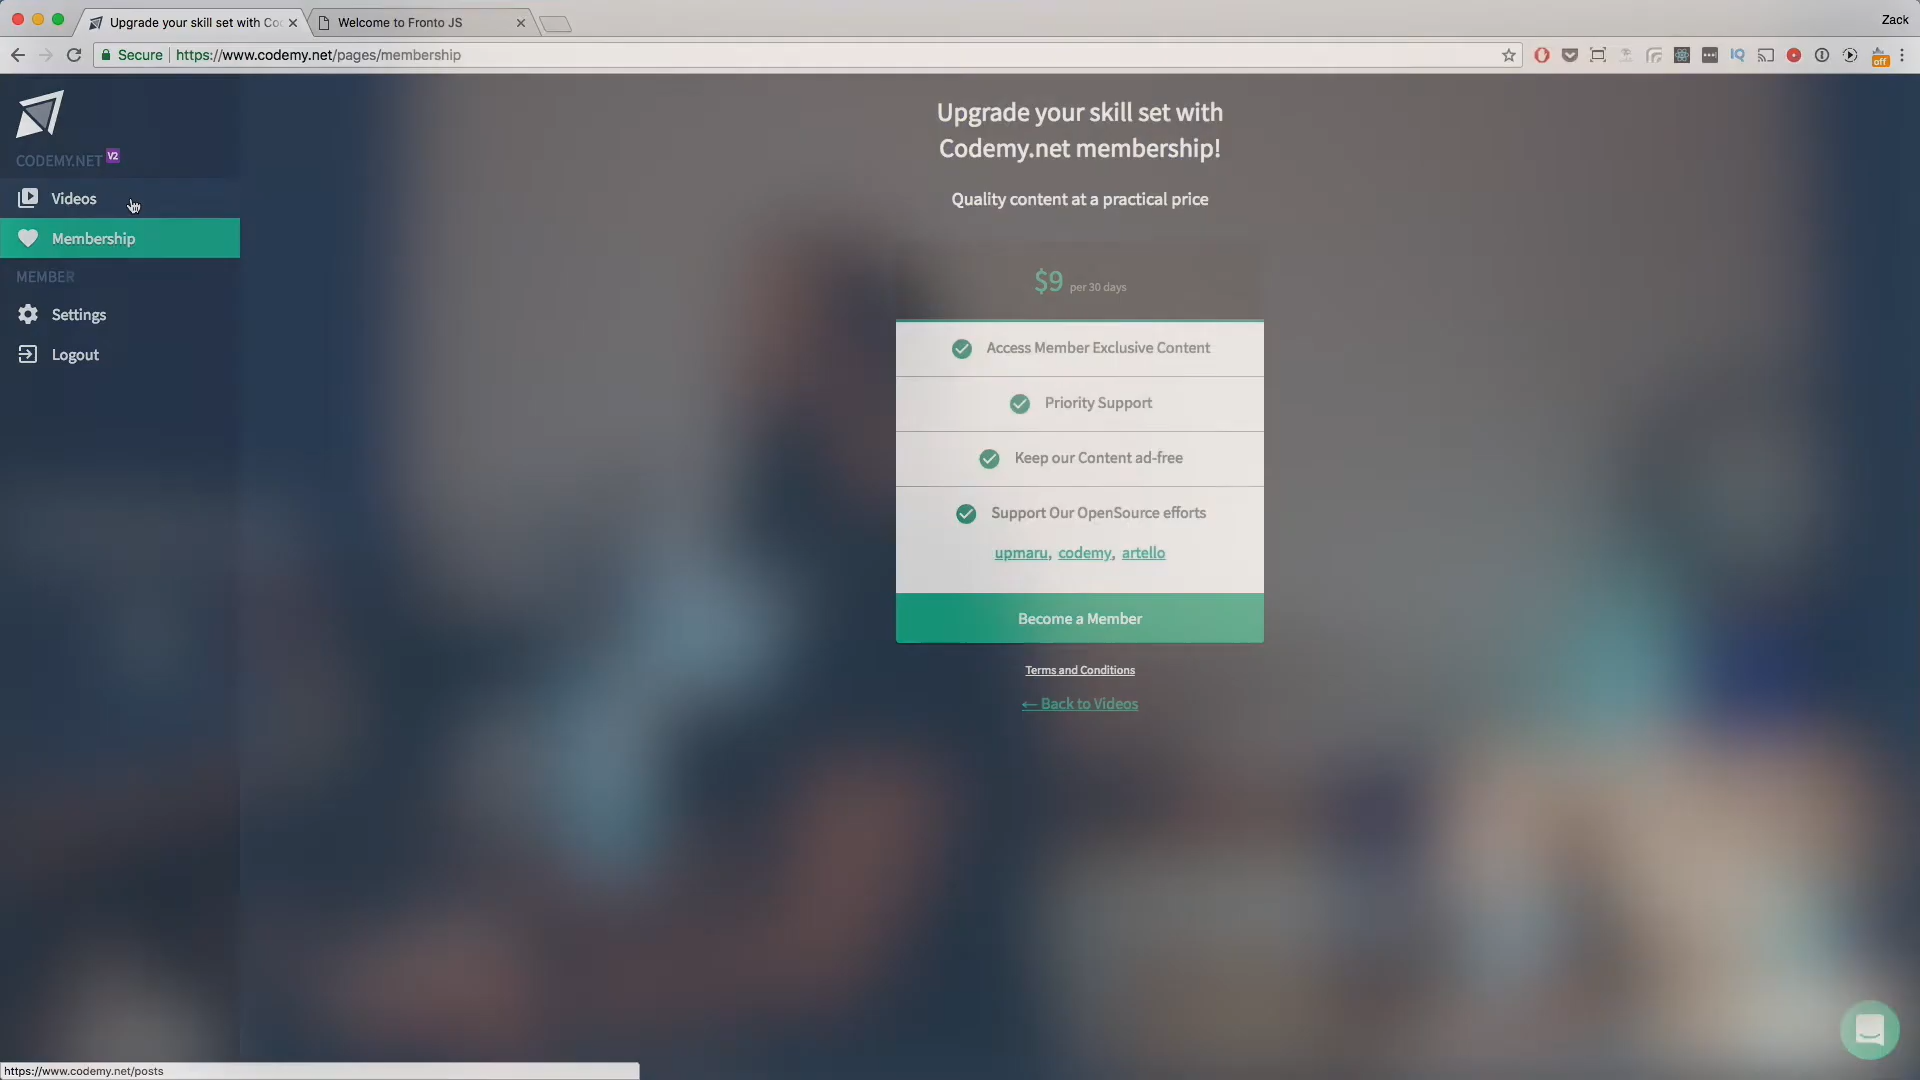 Upgrade your skill set with Co
Welcome to Fronto JS
Zack
Secure
https://www.codemy.net/pages/membership
off
CODEMY.NET V2
Videos
Membership
MEMBER
Settings
Logout
Upgrade your skill set with
Codemy.net membership!
Quality content at a practical price
$9 per 30 days
Access Member Exclusive Content
Priority Support
Keep our Content ad-free
Support Our OpenSource efforts
upmaru, codemy, artello
Become a Member
Terms and Conditions
← Back to Videos
https://www.codemy.net/posts